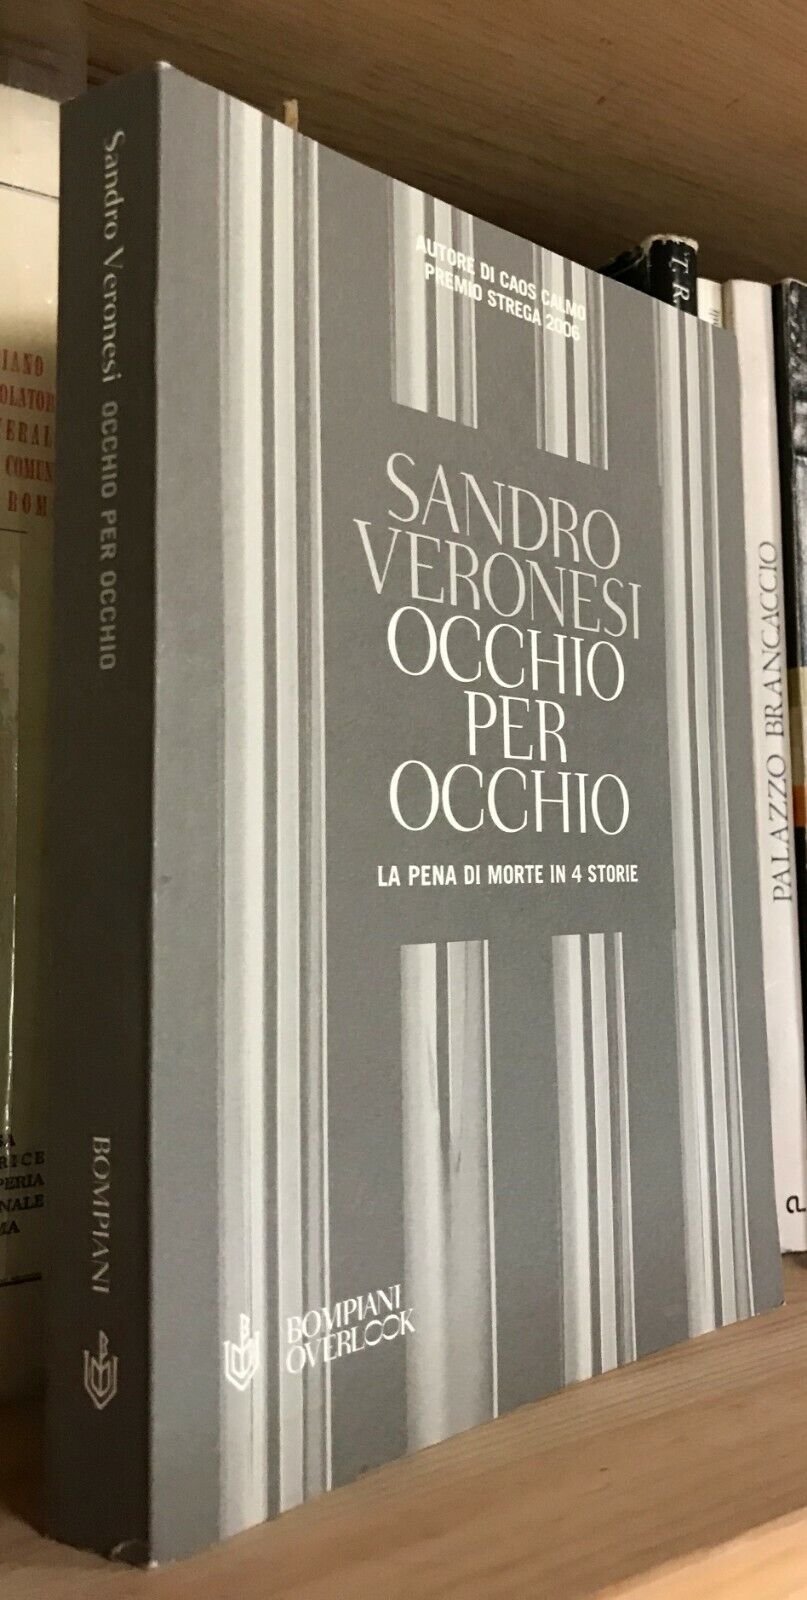 Sandro Veronesi OCCHIO PER OCCHIO
BOMPIANI
AUTORE DI CAOS CALMO
PREMIO STREGA 2006
SANDRO
VERONESI
OCCHIO
PER
OCCHIO
LA PENA DI MORTE IN 4 STORIE
BOMPIANI
OVERLOOK
T. R.
PALAZZO BRANCACCIO